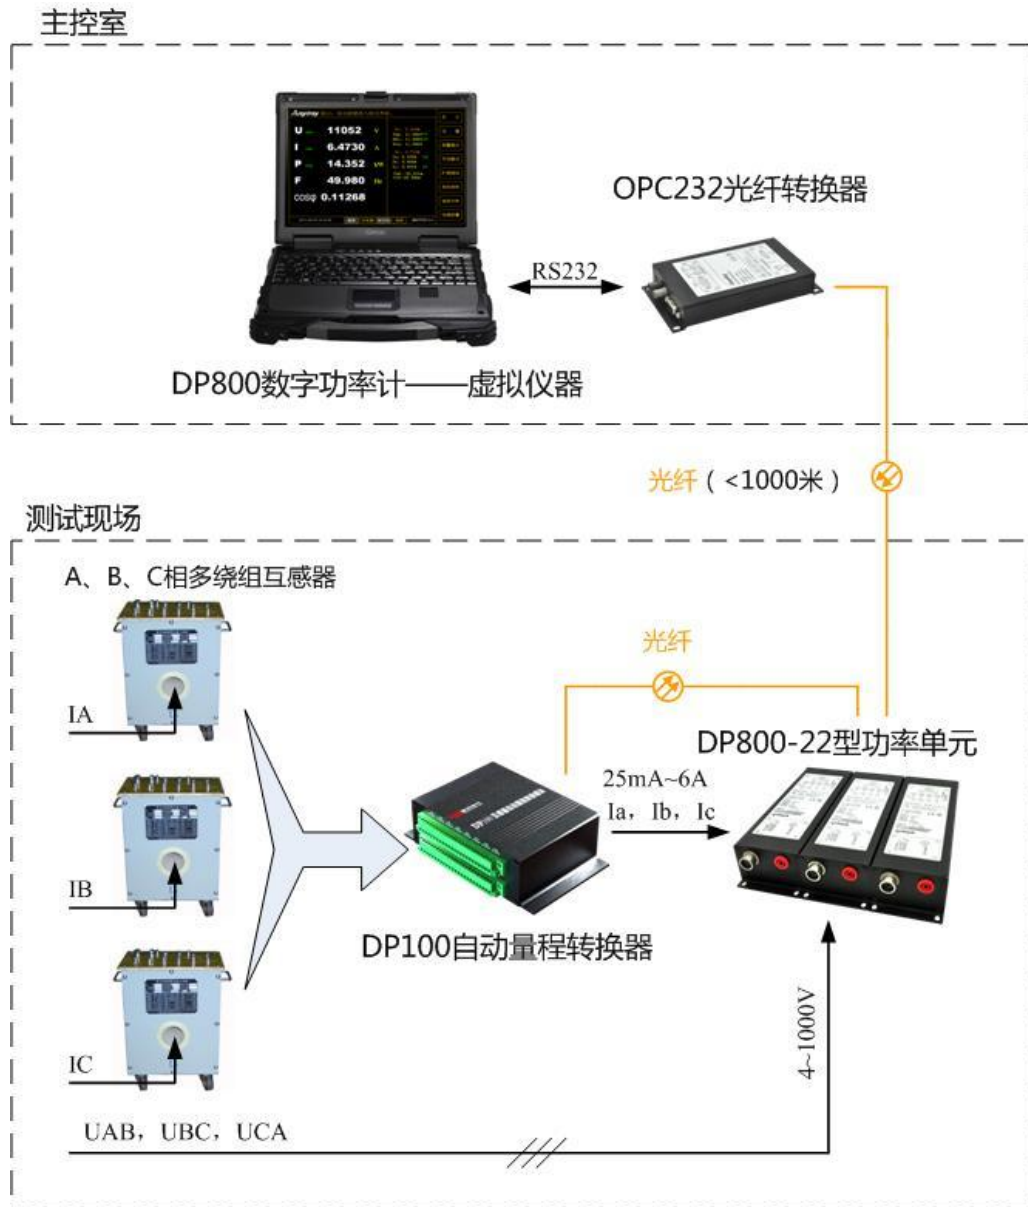 主控室
Anyway
U 11052 V
I 6.4730 A
P 14.352 kW
F 49.980 Hz
cosφ 0.11268
OPC232光纤转换器
RS232
DP800数字功率计——虚拟仪器
光纤（<1000米）
测试现场
A、B、C相多绕组互感器
光纤
IA
DP800-22型功率单元
25mA~6A
Ia，Ib，Ic
IB
DP100自动量程转换器
4~1000V
IC
UAB，UBC，UCA